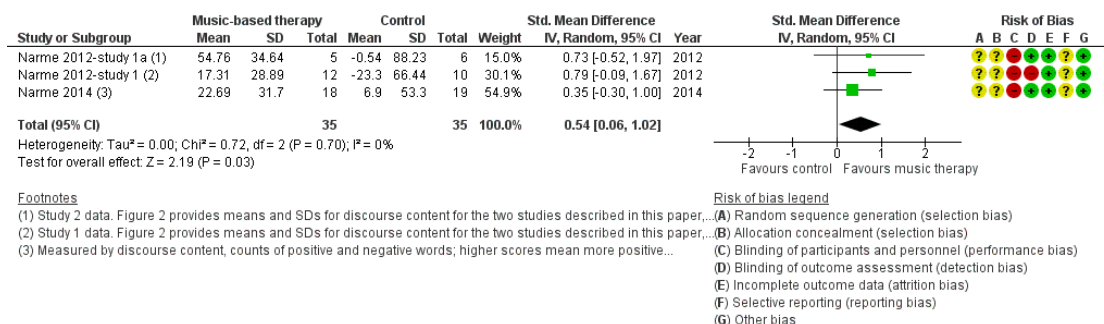 Music-based therapy Control Std. Mean Difference Std. Mean Difference Risk of Bias
Study or Subgroup Mean SD Total Mean SD Total Weight IV, Random, 95% CI Year IV, Random, 95% CI A B C D E F G
Narme 2012-study 1a (1) 54.76 34.64 5 -0.54 88.23 6 15.0% 0.73 [-0.52, 1.97] 2012 ? ? − + + ? +
Narme 2012-study 1 (2) 17.31 28.89 12 -23.3 66.44 10 30.1% 0.79 [-0.09, 1.67] 2012 ? ? − − + ? +
Narme 2014 (3) 22.69 31.7 18 6.9 53.3 19 54.9% 0.35 [-0.30, 1.00] 2014 ? ? − + + ? +
Total (95% CI) 35 35 100.0% 0.54 [0.06, 1.02]
Heterogeneity: Tau² = 0.00; Chi² = 0.72, df = 2 (P = 0.70); I² = 0%
Test for overall effect: Z = 2.19 (P = 0.03)
-2 -1 0 1 2
Favours control Favours music therapy
Footnotes
(1) Study 2 data. Figure 2 provides means and SDs for discourse content for the two studies described in this paper,...
(2) Study 1 data. Figure 2 provides means and SDs for discourse content for the two studies described in this paper,...
(3) Measured by discourse content, counts of positive and negative words; higher scores mean more positive...
Risk of bias legend
(A) Random sequence generation (selection bias)
(B) Allocation concealment (selection bias)
(C) Blinding of participants and personnel (performance bias)
(D) Blinding of outcome assessment (detection bias)
(E) Incomplete outcome data (attrition bias)
(F) Selective reporting (reporting bias)
(G) Other bias